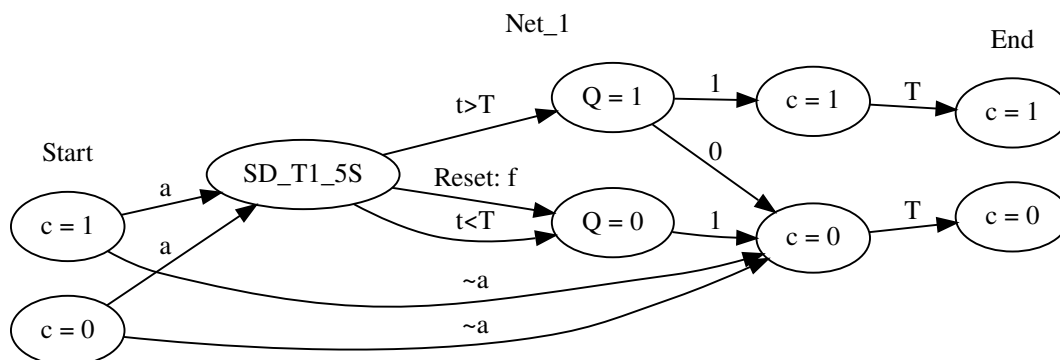 Net_1
End
t>T
Q = 1
1
c = 1
T
c = 1
Start
a
SD_T1_5S
Reset: f
0
c = 1
t<T
Q = 0
1
c = 0
T
c = 0
a
~a
c = 0
~a